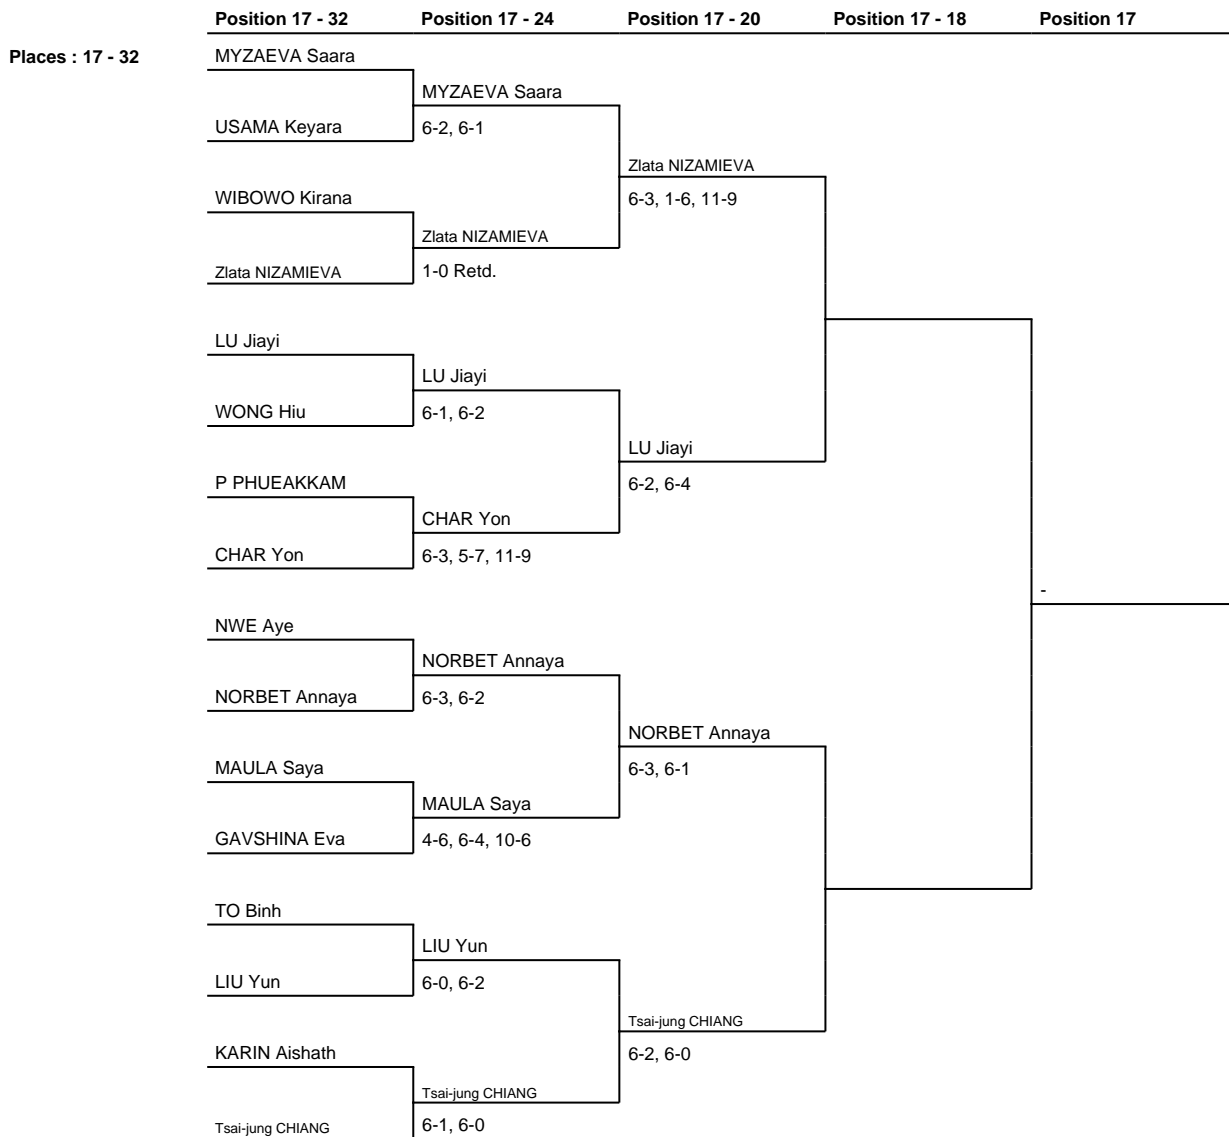 Position 17 - 32 Position 17 - 24 Position 17 - 20 Position 17 - 18 Position 17
Places : 17 - 32 MYZAEVA Saara
MYZAEVA Saara
USAMA Keyara 6-2, 6-1
Zlata NIZAMIEVA
WIBOWO Kirana 6-3, 1-6, 11-9
Zlata NIZAMIEVA
Zlata NIZAMIEVA 1-0 Retd.
LU Jiayi
LU Jiayi
WONG Hiu 6-1, 6-2
LU Jiayi
P PHUEAKKAM 6-2, 6-4
CHAR Yon
CHAR Yon 6-3, 5-7, 11-9
-
NWE Aye
NORBET Annaya
NORBET Annaya 6-3, 6-2
NORBET Annaya
MAULA Saya 6-3, 6-1
MAULA Saya
GAVSHINA Eva 4-6, 6-4, 10-6
TO Binh
LIU Yun
LIU Yun 6-0, 6-2
Tsai-jung CHIANG
KARIN Aishath 6-2, 6-0
Tsai-jung CHIANG
Tsai-jung CHIANG 6-1, 6-0